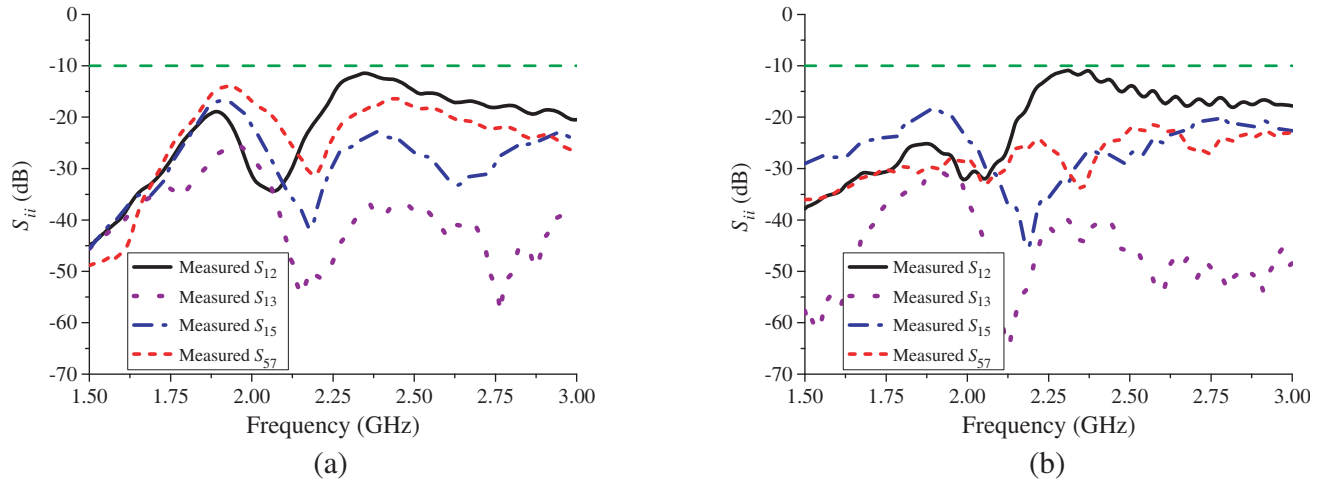 0
-10
-20
-30
-40
-50
-60
-70
S_ii (dB)
Measured S_12
Measured S_13
Measured S_15
Measured S_57
1.50 1.75 2.00 2.25 2.50 2.75 3.00
Frequency (GHz)
(a)
0
-10
-20
-30
-40
-50
-60
-70
S_ii (dB)
Measured S_12
Measured S_13
Measured S_15
Measured S_57
1.50 1.75 2.00 2.25 2.50 2.75 3.00
Frequency (GHz)
(b)